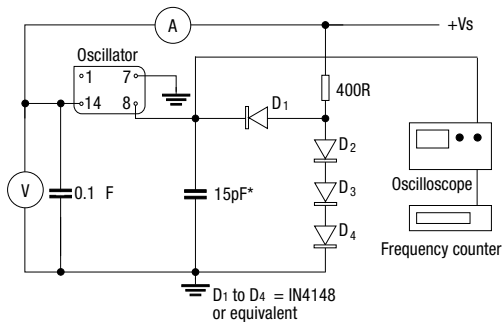 A
+Vs
Oscillator
1 7
14 8
400R
D1
D2
V
0.1 F
15pF*
D3
D4
Oscilloscope
Frequency counter
D1 to D4 = IN4148
or equivalent